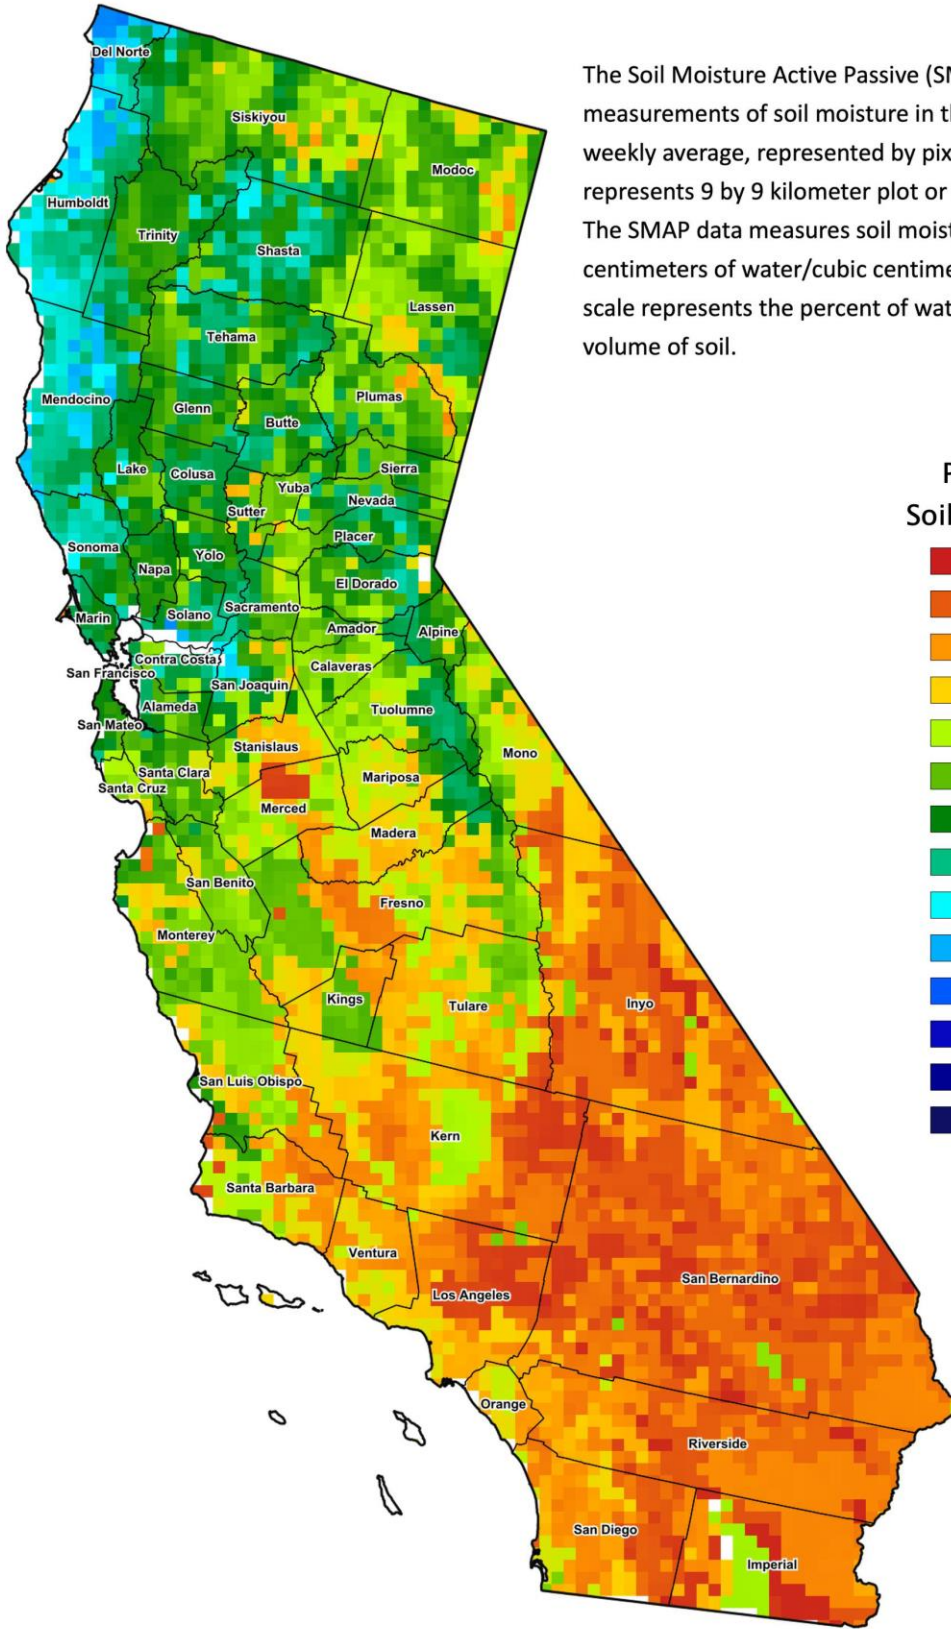 The Soil Moisture Active Passive (SM
measurements of soil moisture in th
weekly average, represented by pix
represents 9 by 9 kilometer plot or
The SMAP data measures soil moist
centimeters of water/cubic centime
scale represents the percent of wat
volume of soil.
P
Soil
Del Norte
Siskiyou
Modoc
Humboldt
Trinity
Shasta
Lassen
Tehama
Mendocino
Glenn
Butte
Plumas
Lake
Colusa
Yuba
Sierra
Sutter
Nevada
Sonoma
Napa
Yolo
Placer
El Dorado
Marin
Solano
Sacramento
Amador
Alpine
San Francisco
Contra Costa
San Joaquin
Calaveras
Alameda
Tuolumne
San Mateo
Santa Clara
Stanislaus
Mono
Santa Cruz
Merced
Mariposa
Madera
San Benito
Fresno
Monterey
Kings
Tulare
Inyo
San Luis Obispo
Kern
Santa Barbara
Ventura
Los Angeles
San Bernardino
Orange
Riverside
San Diego
Imperial